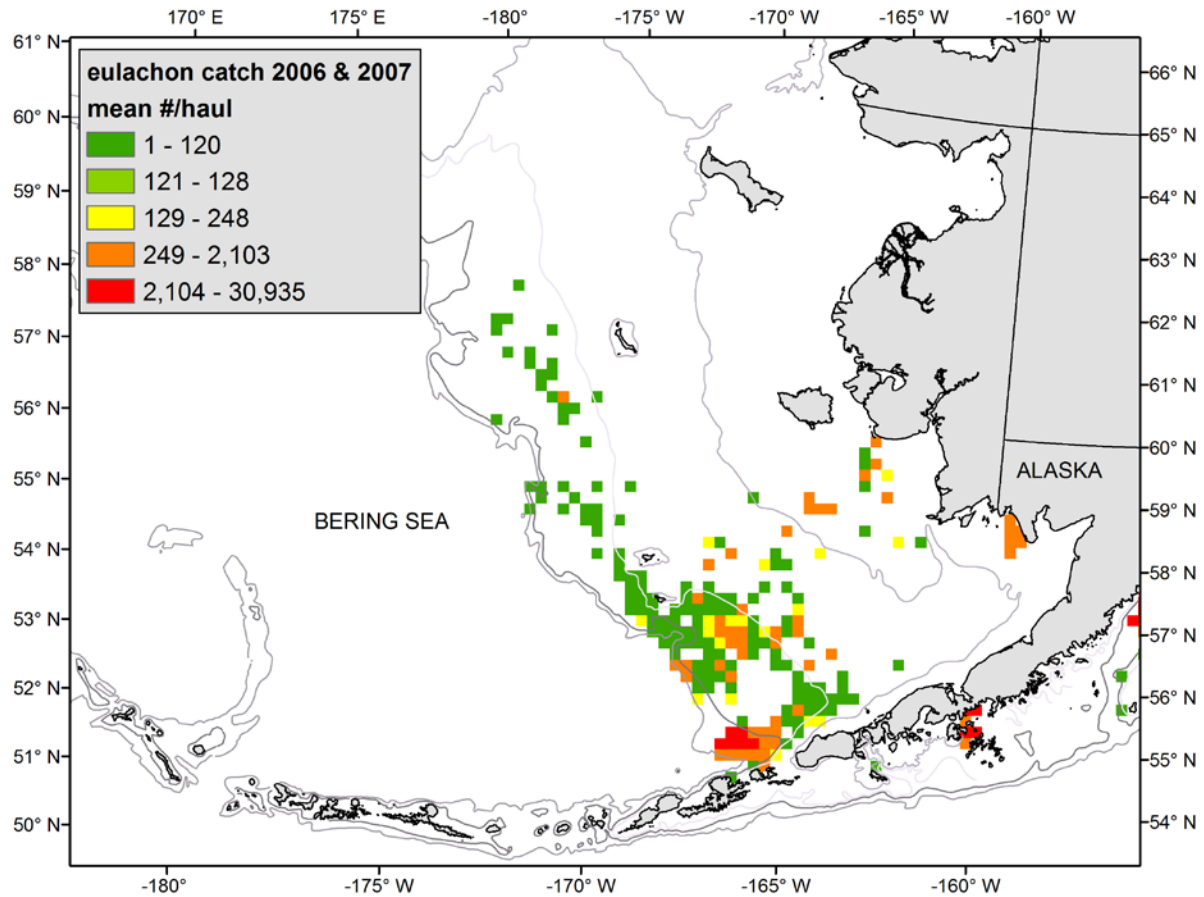 170° E
175° E
-180°
-175° W
-170° W
-165° W
-160° W
61° N
60° N
59° N
58° N
57° N
56° N
55° N
54° N
53° N
52° N
51° N
50° N
eulachon catch 2006 & 2007
mean #/haul
1 - 120
121 - 128
129 - 248
249 - 2,103
2,104 - 30,935
BERING SEA
ALASKA
66° N
65° N
64° N
63° N
62° N
61° N
60° N
59° N
58° N
57° N
56° N
55° N
54° N
-180°
-175° W
-170° W
-165° W
-160° W